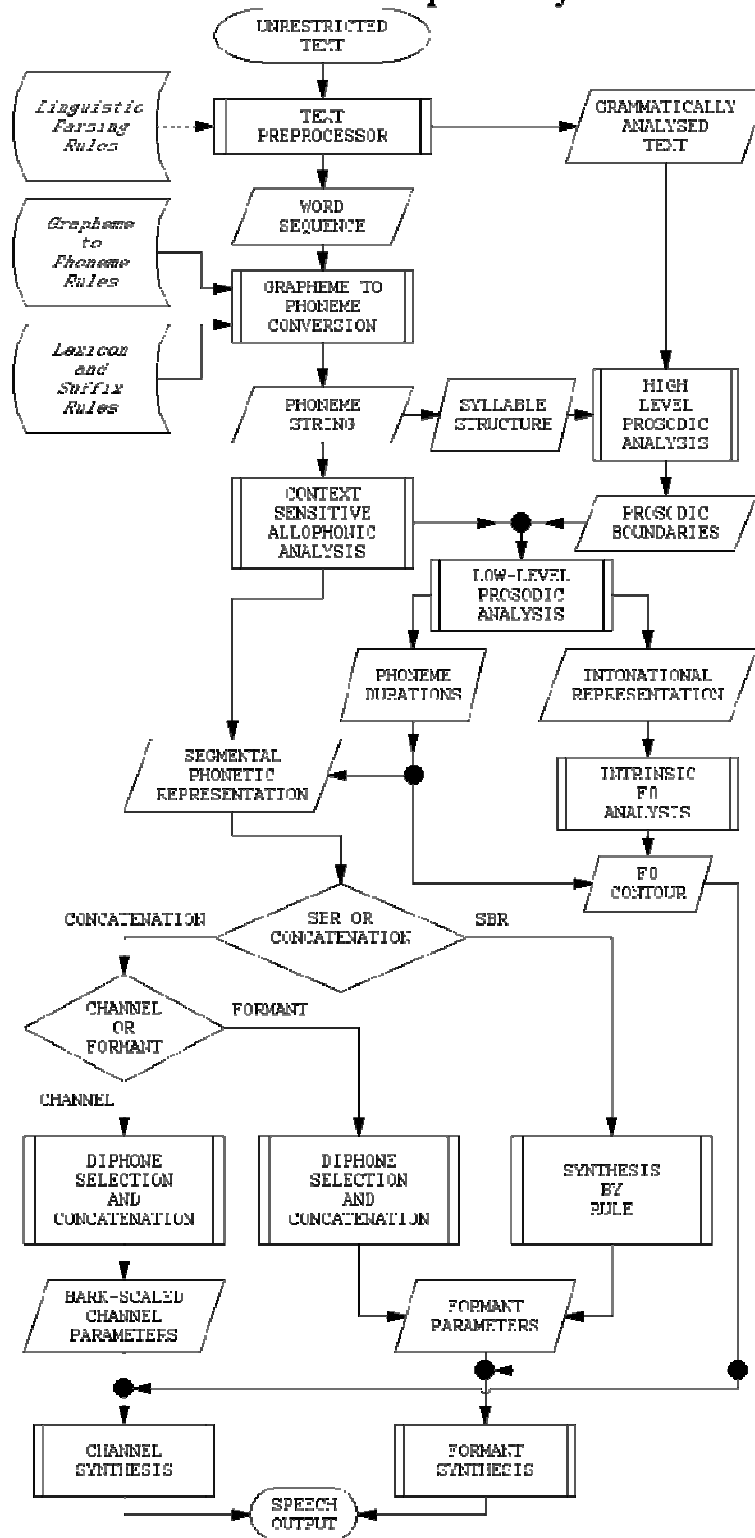 UNRESTRICTED
TEXT
Linguistic
Parsing
Rules
TEXT
PREPROCESSOR
GRAMMATICALLY
ANALYSED
TEXT
WORD
SEQUENCE
Grapheme
to
Phoneme
Rules
GRAPHEME TO
PHONEME
CONVERSION
Lexicon
and
Suffix
Rules
PHONEME
STRING
SYLLABLE
STRUCTURE
HIGH
LEVEL
PROSODIC
ANALYSIS
CONTEXT
SENSITIVE
ALLOPHONIC
ANALYSIS
PROSODIC
BOUNDARIES
LOW-LEVEL
PROSODIC
ANALYSIS
PHONEME
DURATIONS
INTONATIONAL
REPRESENTATION
SEGMENTAL
PHONETIC
REPRESENTATION
INTRINSIC
F0
ANALYSIS
F0
CONTOUR
SBR OR
CONCATENATION
CONCATENATION
SBR
CHANNEL
OR
FORMANT
FORMANT
CHANNEL
DIPHONE
SELECTION
AND
CONCATENATION
DIPHONE
SELECTION
AND
CONCATENATION
SYNTHESIS
BY
RULE
BARK-SCALED
CHANNEL
PARAMETERS
FORMANT
PARAMETERS
CHANNEL
SYNTHESIS
FORMANT
SYNTHESIS
SPEECH
OUTPUT